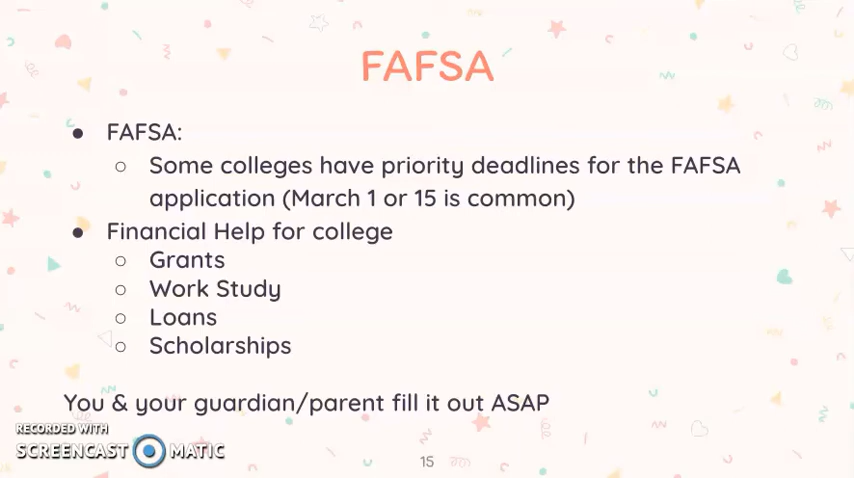 FAFSA
● FAFSA:
○ Some colleges have priority deadlines for the FAFSA
application (March 1 or 15 is common)
● Financial Help for college
○ Grants
○ Work Study
○ Loans
○ Scholarships
You & your guardian/parent fill it out ASAP
RECORDED WITH
SCREENCAST MATIC
15